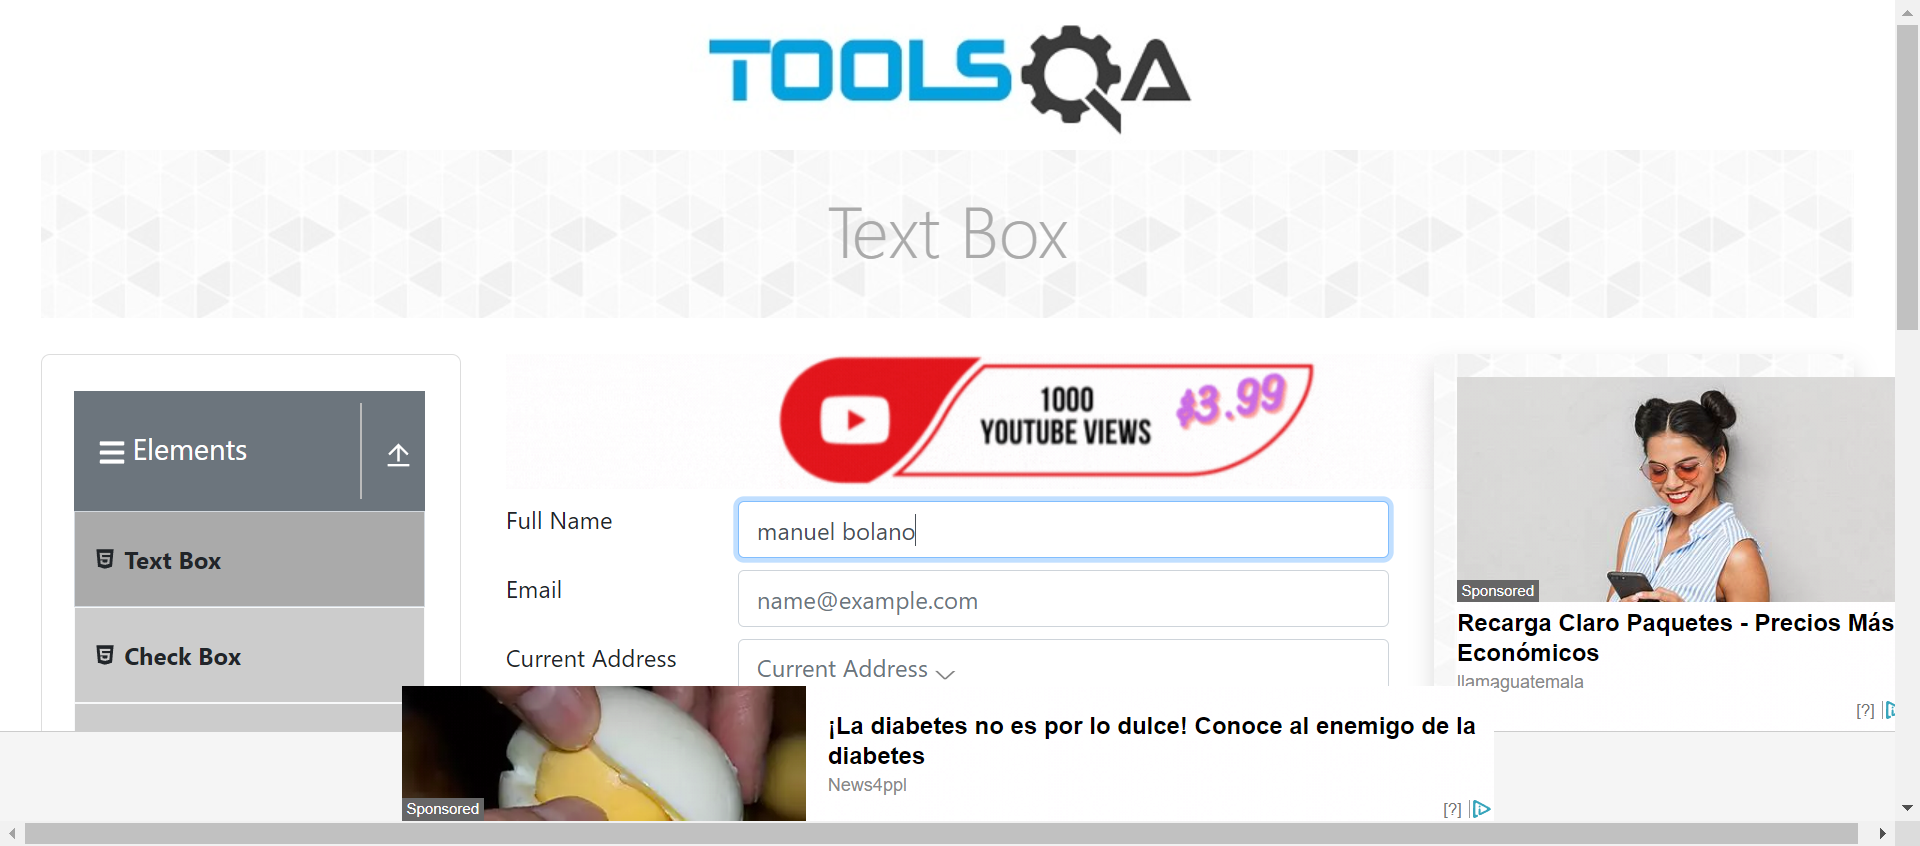 TOOLSQA
Text Box
Elements
Text Box
Check Box
1000
YOUTUBE VIEWS
$3.99
Full Name
manuel bolano
Email
name@example.com
Current Address
Current Address
Sponsored
Recarga Claro Paquetes - Precios Más
Económicos
llamaguatemala
[?]
Sponsored
¡La diabetes no es por lo dulce! Conoce al enemigo de la
diabetes
News4ppl
[?]